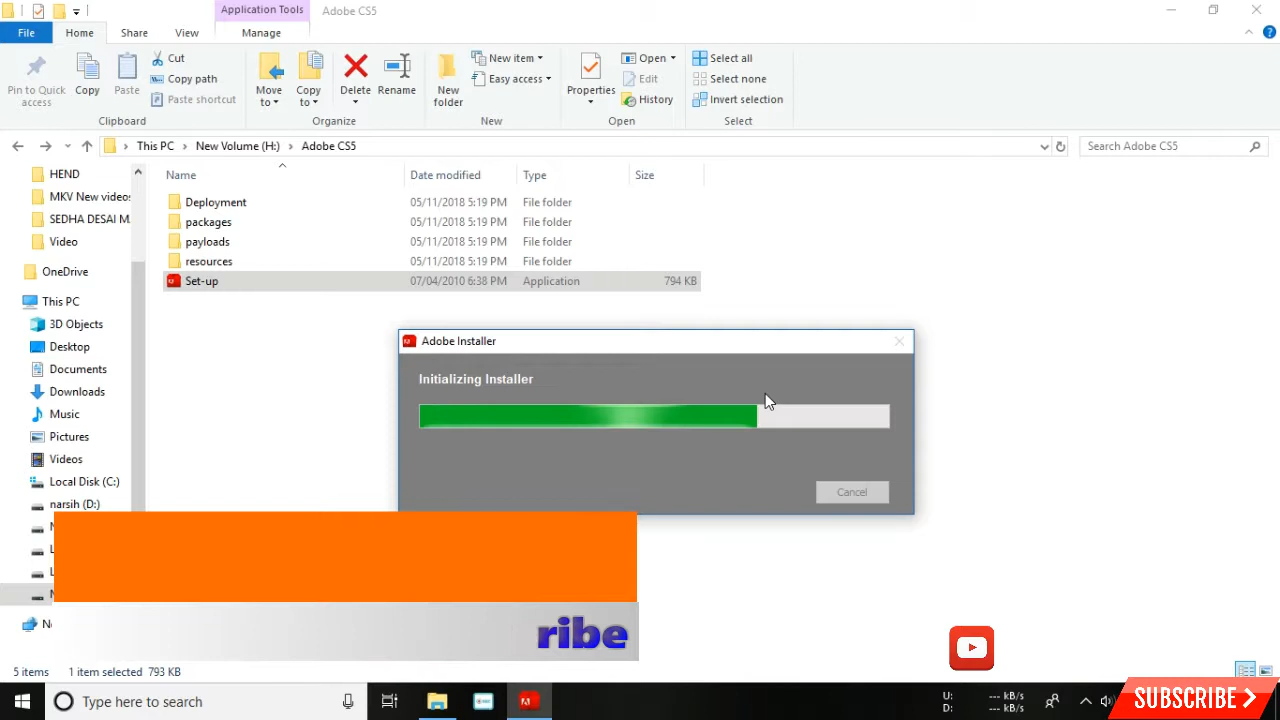 Application Tools
Adobe CS5
File
Home
Share
View
Manage
Pin to Quick access
Copy
Paste
Cut
Copy path
Paste shortcut
Move to
Copy to
Delete
Rename
New folder
New item
Easy access
Properties
Open
Edit
History
Select all
Select none
Invert selection
Clipboard
Organize
New
Open
Select
This PC > New Volume (H:) > Adobe CS5
Search Adobe CS5
HEND
MKV New videos
SEDHA DESAI M
Video
OneDrive
This PC
3D Objects
Desktop
Documents
Downloads
Music
Pictures
Videos
Local Disk (C:)
narsih (D:)
Name Date modified Type Size
Deployment 05/11/2018 5:19 PM File folder
packages 05/11/2018 5:19 PM File folder
payloads 05/11/2018 5:19 PM File folder
resources 05/11/2018 5:19 PM File folder
Set-up 07/04/2010 6:38 PM Application 794 KB
Adobe Installer
Initializing Installer
Cancel
ribe
5 items 1 item selected 793 KB
Type here to search
U: --- kB/s
D: --- kB/s
SUBSCRIBE